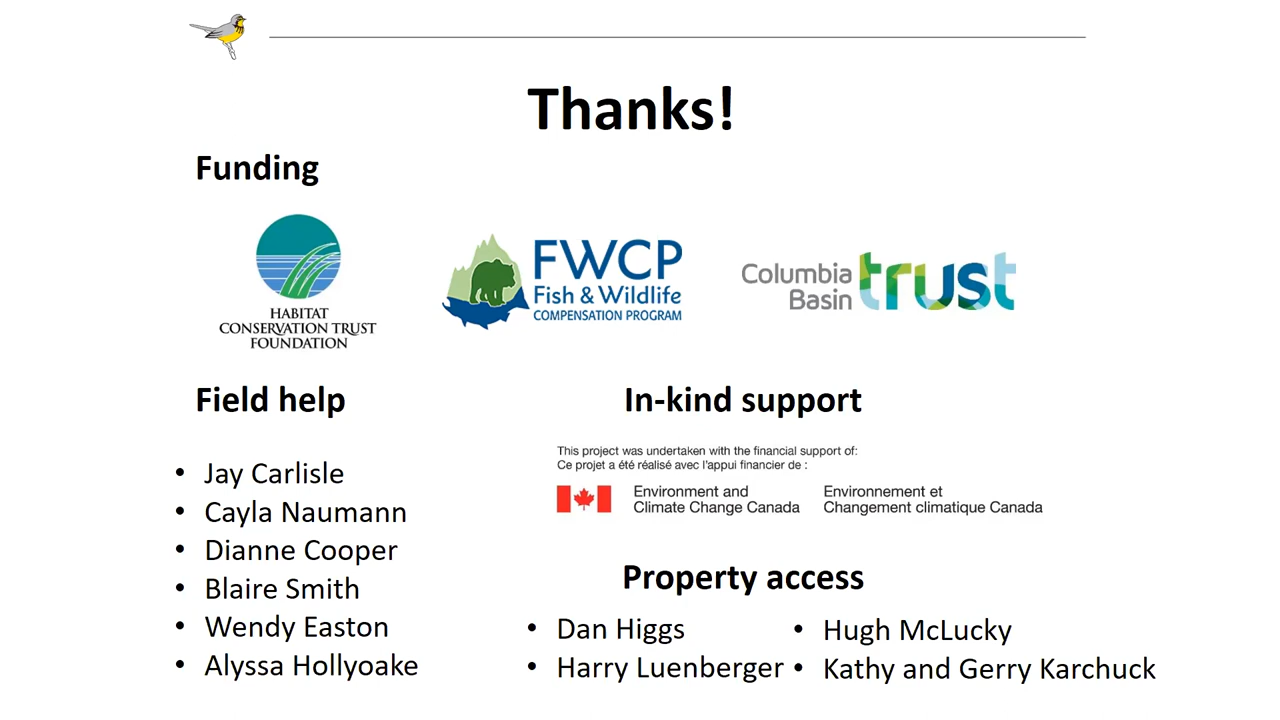 Thanks!
Funding
HABITAT
CONSERVATION TRUST
FOUNDATION
FWCP
Fish & Wildlife
COMPENSATION PROGRAM
Columbia
Basin
trust
Field help
• Jay Carlisle
• Cayla Naumann
• Dianne Cooper
• Blaire Smith
• Wendy Easton
• Alyssa Hollyoake
In-kind support
This project was undertaken with the financial support of:
Ce projet a été réalisé avec l'appui financier de :
Environment and
Climate Change Canada
Environnement et
Changement climatique Canada
Property access
• Dan Higgs
• Harry Luenberger
• Hugh McLucky
• Kathy and Gerry Karchuck